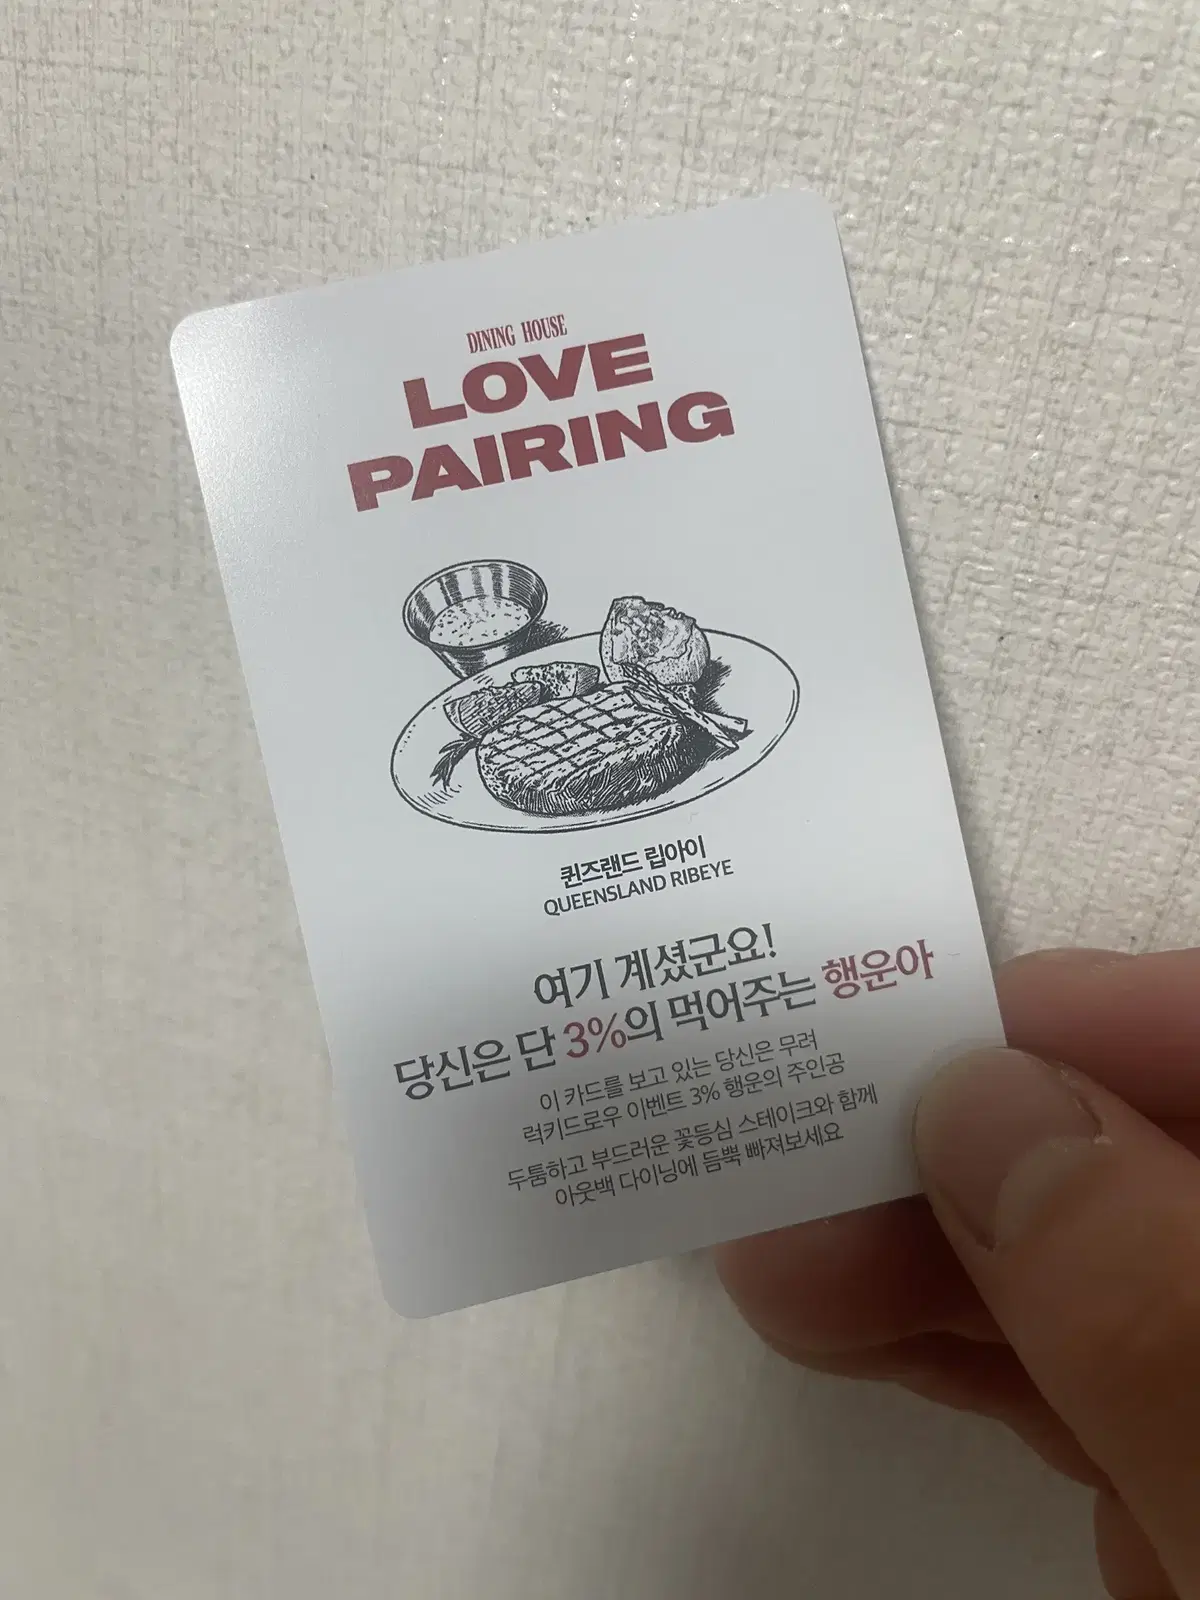 DINING HOUSE
LOVE
PAIRING
퀸즈랜드 립아이
QUEENSLAND RIBEYE
여기 계셨군요!
당신은 단 3%의 먹어주는 행운아
이 카드를 보고 있는 당신은 무려
럭키드로우 이벤트 3% 행운의 주인공
두툼하고 부드러운 꽃등심 스테이크와 함께
아웃백 다이닝에 듬뿍 빠져보세요